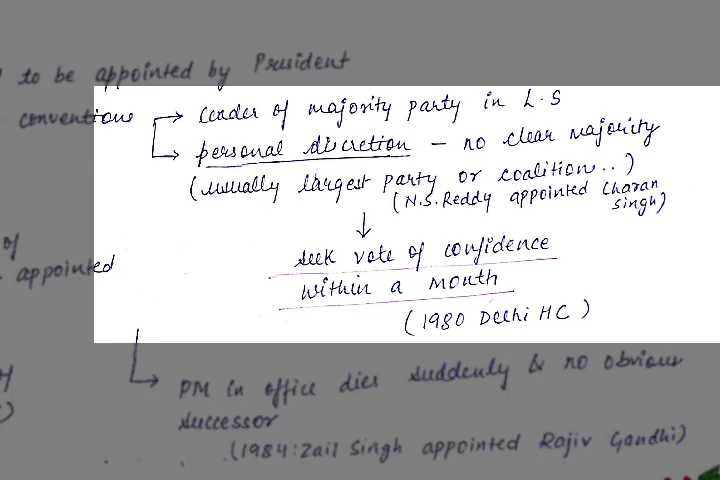 to be appointed by President
conventions → Leader of majority party in L.S
→ personal discretion – no clear majority
(usually largest party or coalition..)
(N.S. Reddy appointed Charan
Singh)
↓
of
seek vote of confidence
appointed
within a month
(1980 Delhi HC)
→ PM in office dies suddenly & no obvious
successor
(1984: Zail Singh appointed Rajiv Gandhi)